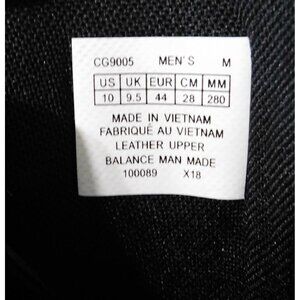 CG9005 MEN'S M
US UK EUR CM MM
10 9.5 44 28 280
MADE IN VIETNAM
FABRIQUÉ AU VIETNAM
LEATHER UPPER
BALANCE MAN MADE
100089 X18